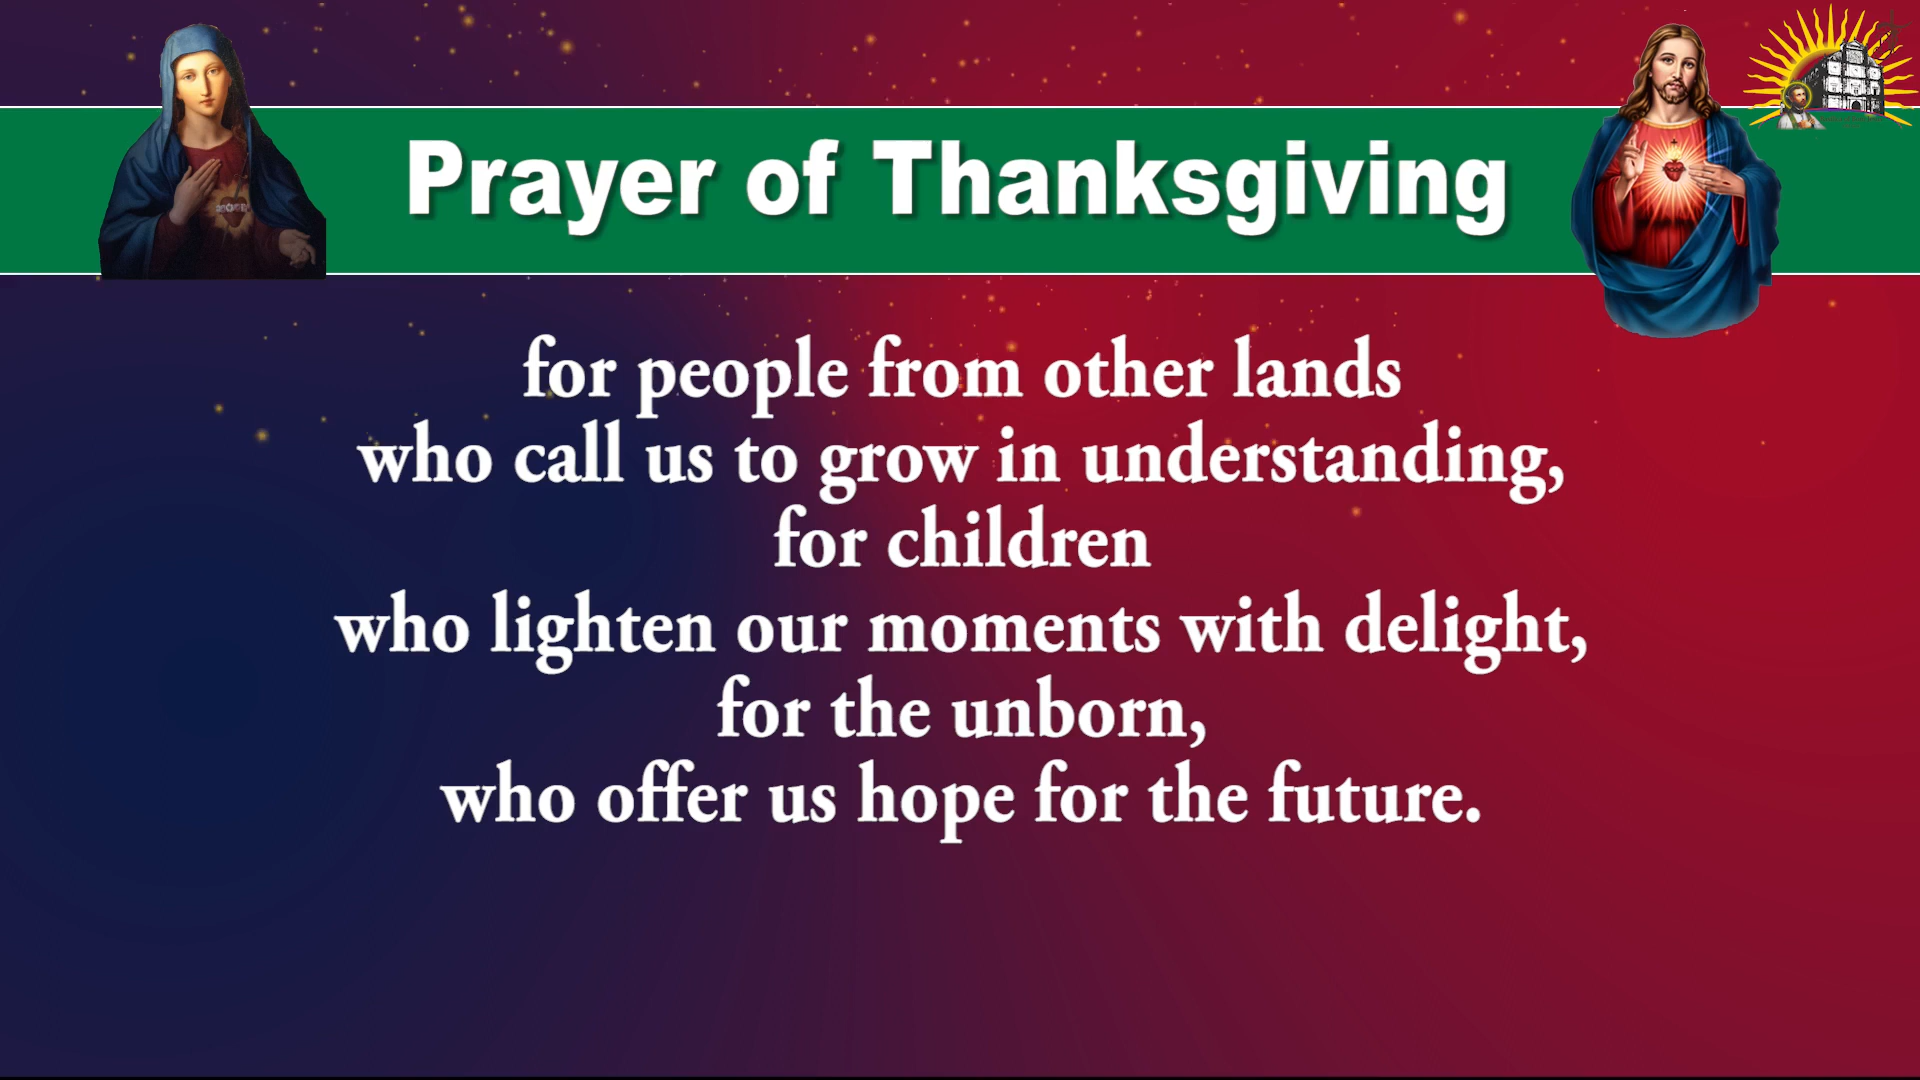 Prayer of Thanksgiving
for people from other lands
who call us to grow in understanding,
for children
who lighten our moments with delight,
for the unborn,
who offer us hope for the future.